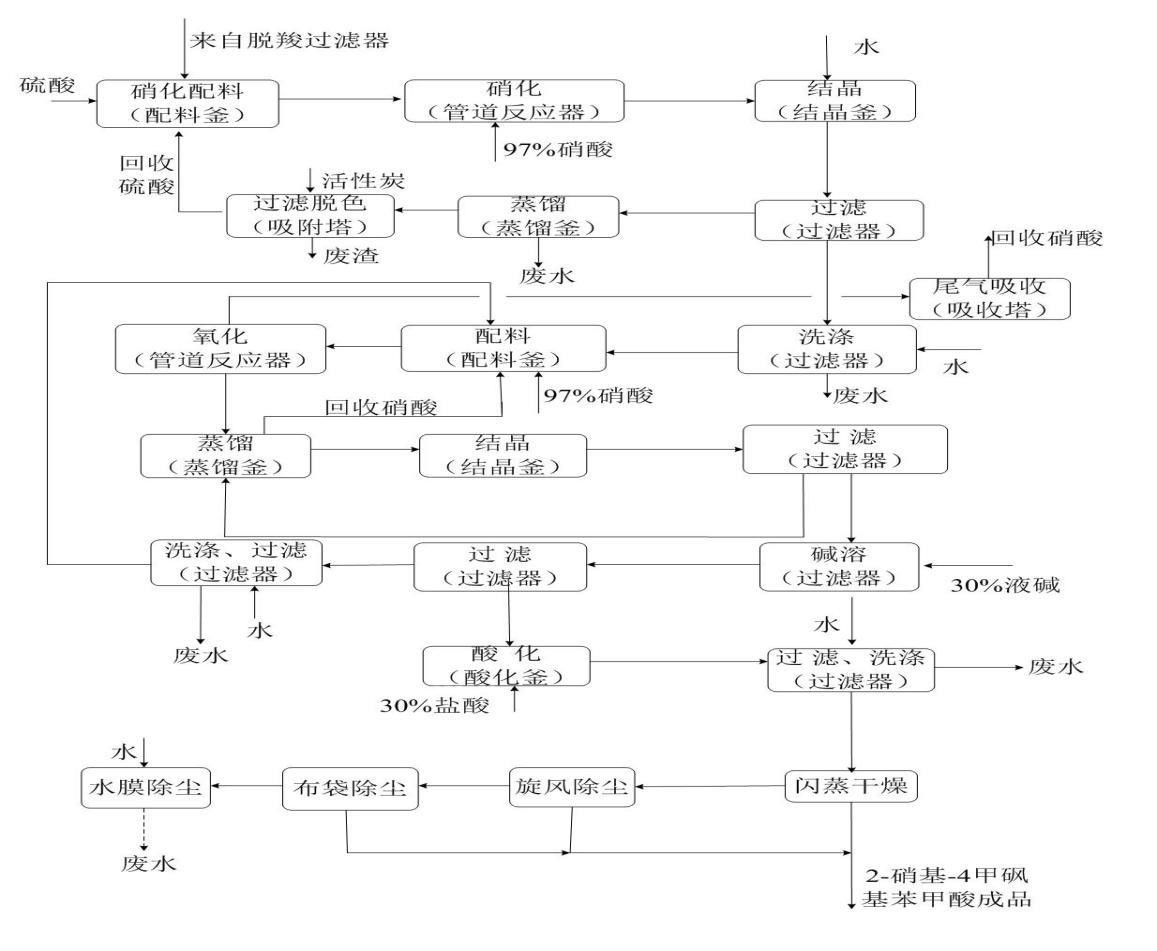 来自脱羧过滤器
水
硫酸
硝化配料
(配料釜)
硝化
(管道反应器)
结晶
(结晶釜)
97%硝酸
回收
硫酸
活性炭
过滤脱色
(吸附塔)
蒸馏
(蒸馏釜)
过滤
(过滤器)
废渣
废水
回收硝酸
尾气吸收
(吸收塔)
氧化
(管道反应器)
配料
(配料釜)
洗涤
(过滤器)
水
97%硝酸
废水
回收硝酸
蒸馏
(蒸馏釜)
结晶
(结晶釜)
过 滤
(过滤器)
洗涤、过滤
(过滤器)
过 滤
(过滤器)
碱溶
(过滤器)
30%液碱
水
废水
水
酸 化
(酸化釜)
过 滤、洗涤
(过滤器)
废水
30%盐酸
水
水膜除尘
布袋除尘
旋风除尘
闪蒸干燥
废水
2-硝基-4甲砜
基苯甲酸成品